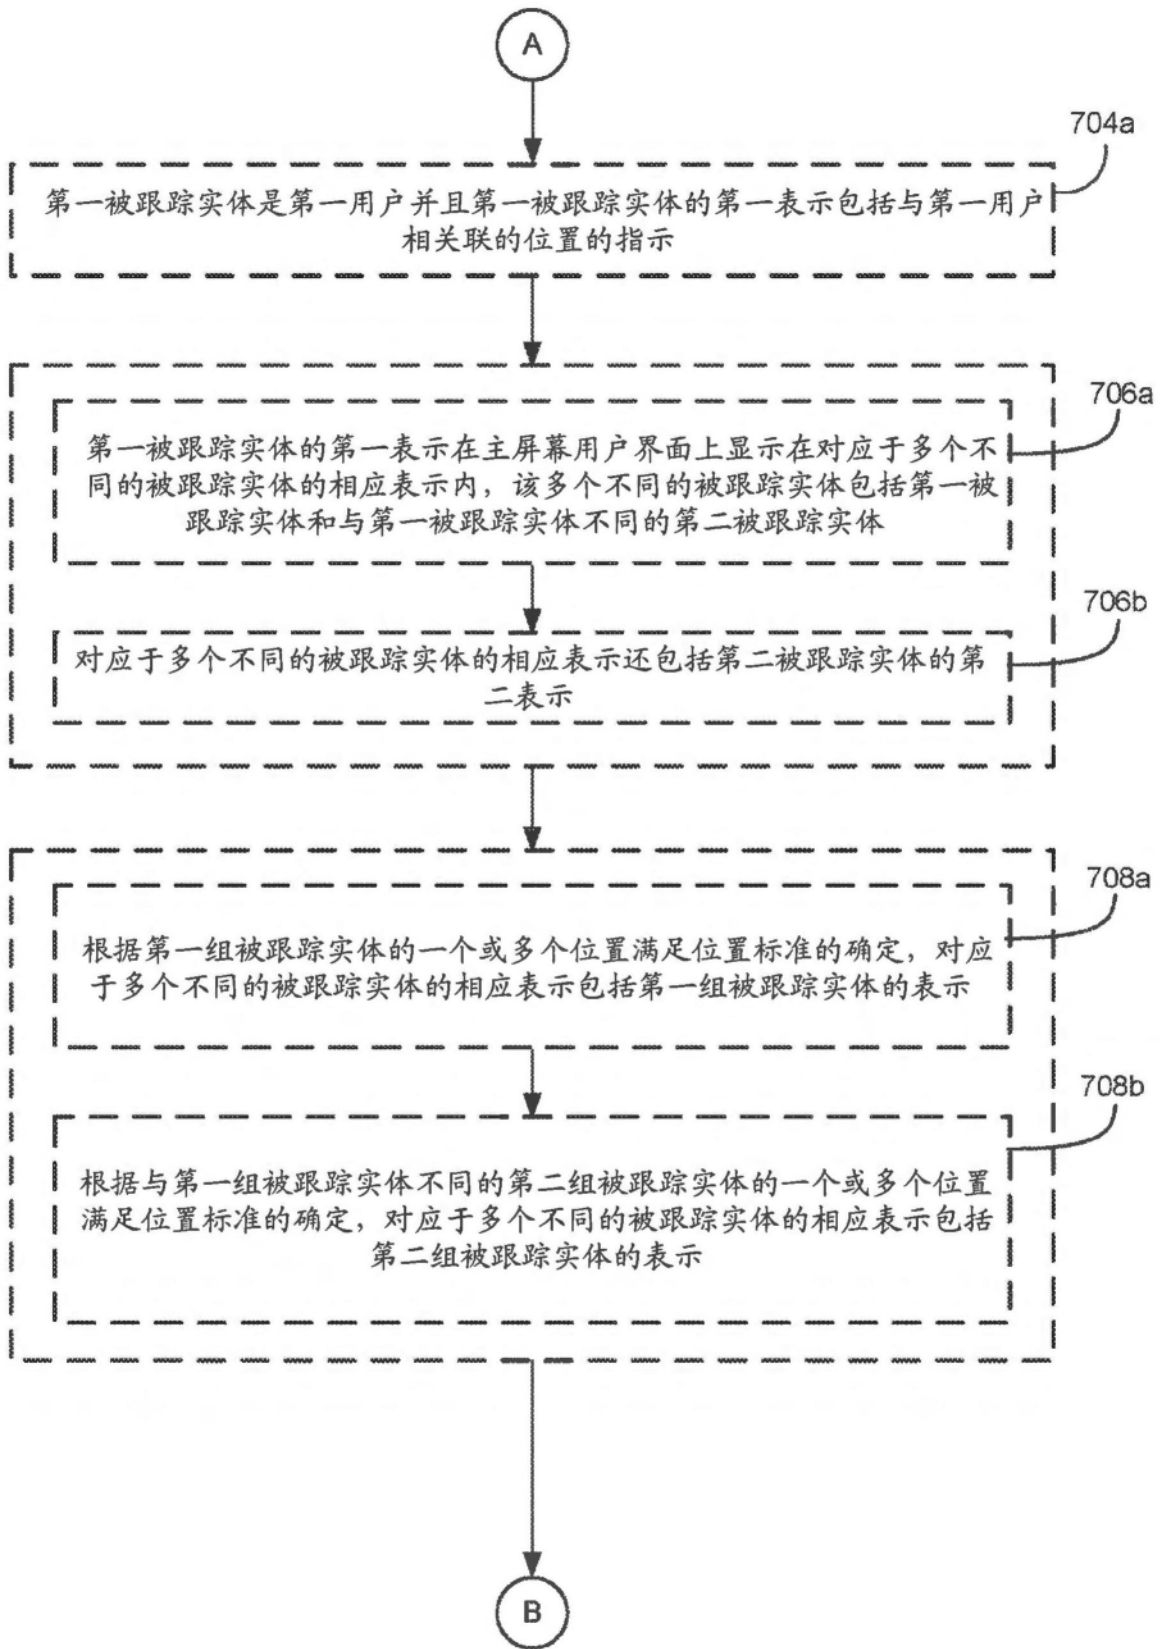 A
704a
第一被跟踪实体是第一用户并且第一被跟踪实体的第一表示包括与第一用户
相关联的位置的指示
706a
第一被跟踪实体的第一表示在主屏幕用户界面上显示在对应于多个不
同的被跟踪实体的相应表示内，该多个不同的被跟踪实体包括第一被
跟踪实体和与第一被跟踪实体不同的第二被跟踪实体
706b
对应于多个不同的被跟踪实体的相应表示还包括第二被跟踪实体的第
二表示
708a
根据第一组被跟踪实体的一个或多个位置满足位置标准的确定，对应
于多个不同的被跟踪实体的相应表示包括第一组被跟踪实体的表示
708b
根据与第一组被跟踪实体不同的第二组被跟踪实体的一个或多个位置
满足位置标准的确定，对应于多个不同的被跟踪实体的相应表示包括
第二组被跟踪实体的表示
B